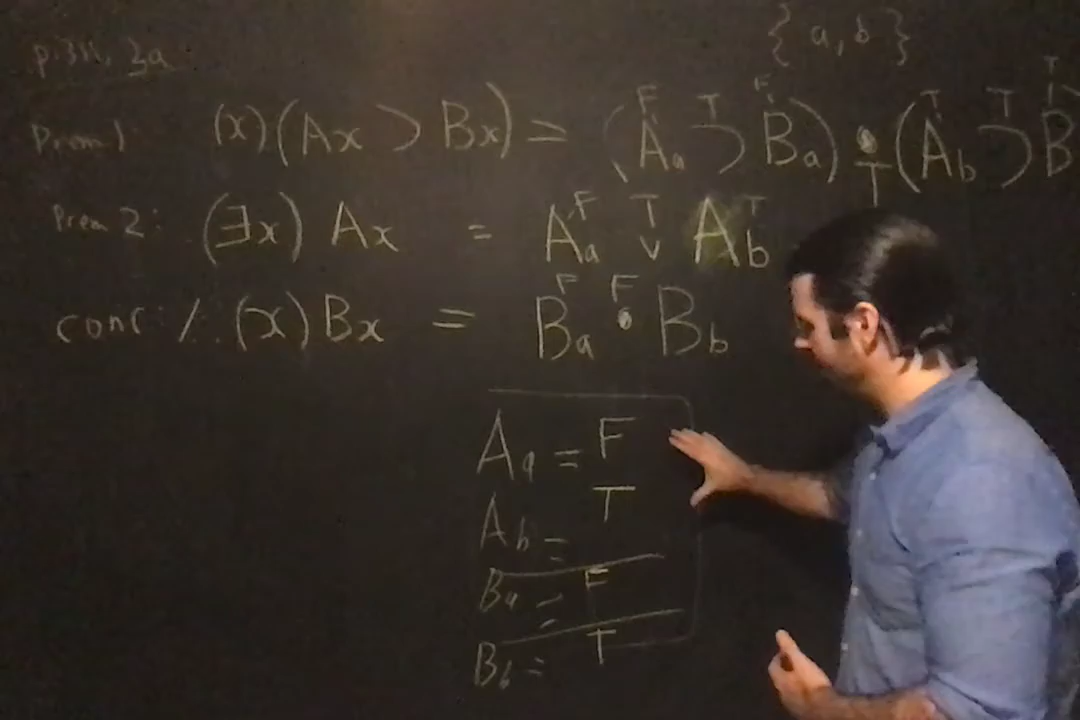 { a, b }
p. 311, 3a
F T F T T T
Prem 1) (x)(Ax ⊃ Bx) = (Aa ⊃ Ba) • (Ab ⊃ B
T
F T T
Prem 2: (∃x) Ax = Aa v Ab
F F
conc: /∴ (x) Bx = Ba • Bb
Aa = F
Ab = T
Ba = F
Bb = T